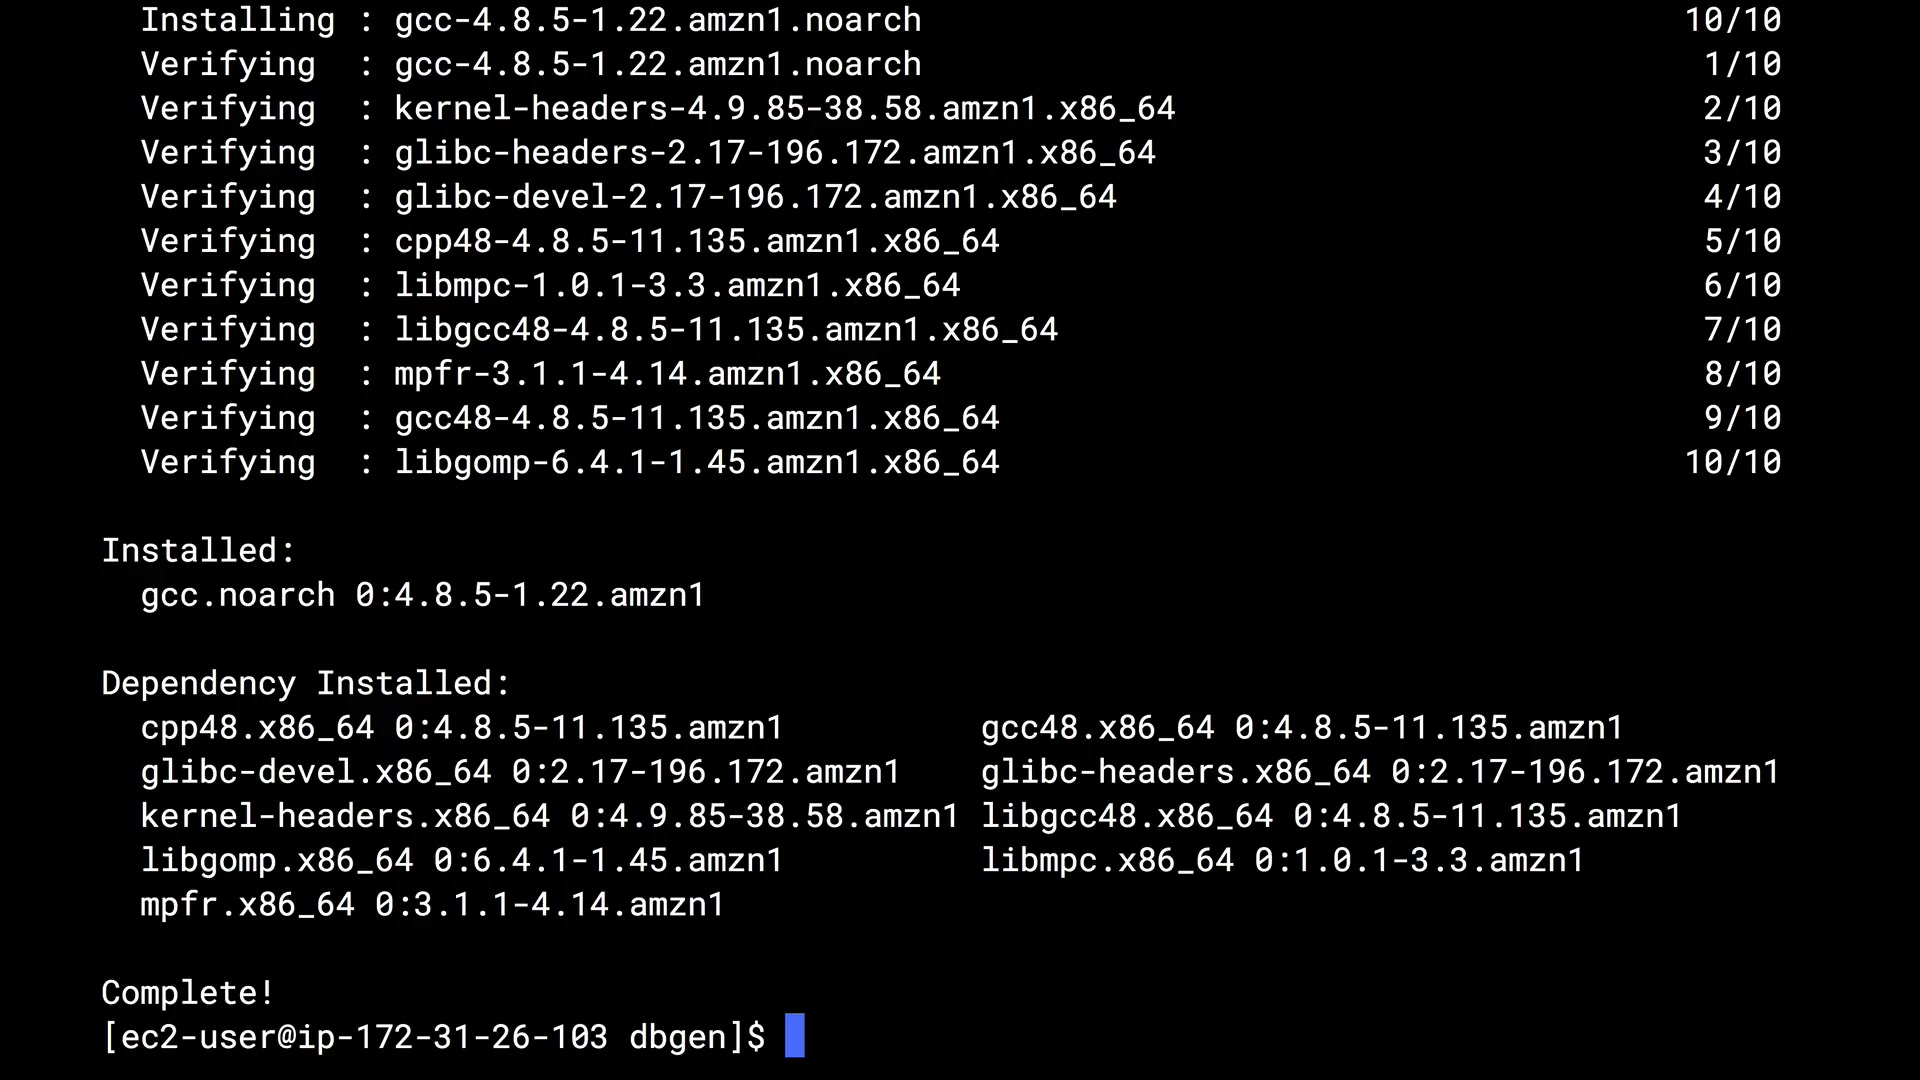 Installing : gcc-4.8.5-1.22.amzn1.noarch 10/10
Verifying : gcc-4.8.5-1.22.amzn1.noarch 1/10
Verifying : kernel-headers-4.9.85-38.58.amzn1.x86_64 2/10
Verifying : glibc-headers-2.17-196.172.amzn1.x86_64 3/10
Verifying : glibc-devel-2.17-196.172.amzn1.x86_64 4/10
Verifying : cpp48-4.8.5-11.135.amzn1.x86_64 5/10
Verifying : libmpc-1.0.1-3.3.amzn1.x86_64 6/10
Verifying : libgcc48-4.8.5-11.135.amzn1.x86_64 7/10
Verifying : mpfr-3.1.1-4.14.amzn1.x86_64 8/10
Verifying : gcc48-4.8.5-11.135.amzn1.x86_64 9/10
Verifying : libgomp-6.4.1-1.45.amzn1.x86_64 10/10
Installed:
gcc.noarch 0:4.8.5-1.22.amzn1
Dependency Installed:
cpp48.x86_64 0:4.8.5-11.135.amzn1 gcc48.x86_64 0:4.8.5-11.135.amzn1
glibc-devel.x86_64 0:2.17-196.172.amzn1 glibc-headers.x86_64 0:2.17-196.172.amzn1
kernel-headers.x86_64 0:4.9.85-38.58.amzn1 libgcc48.x86_64 0:4.8.5-11.135.amzn1
libgomp.x86_64 0:6.4.1-1.45.amzn1 libmpc.x86_64 0:1.0.1-3.3.amzn1
mpfr.x86_64 0:3.1.1-4.14.amzn1
Complete!
[ec2-user@ip-172-31-26-103 dbgen]$